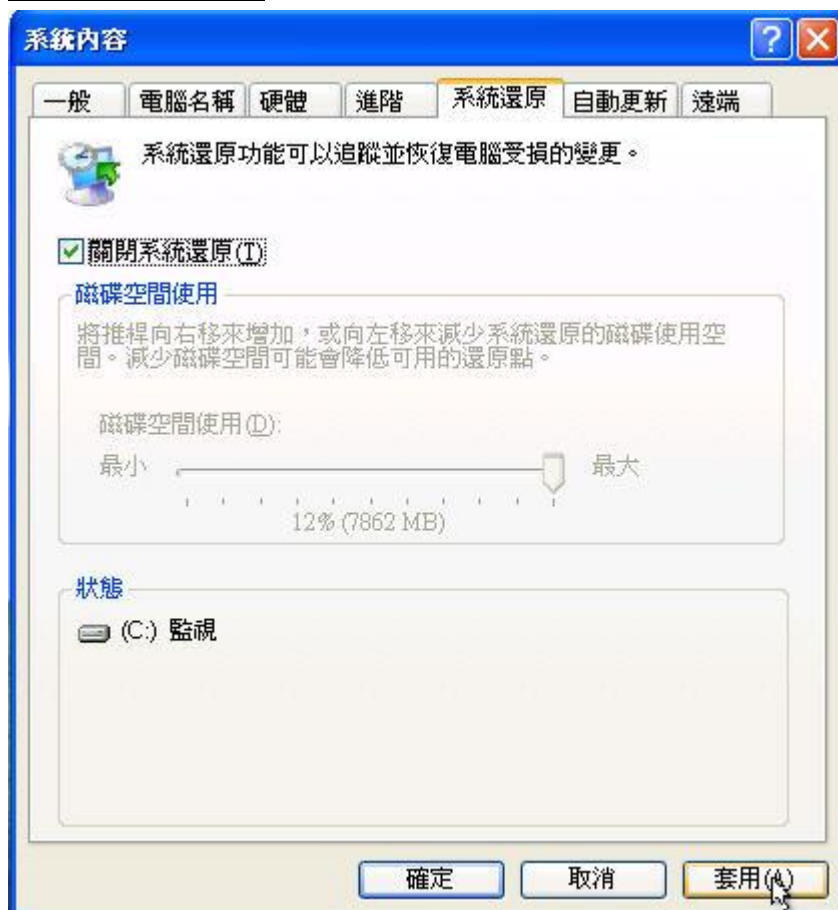 系統內容
一般 電腦名稱 硬體 進階 系統還原 自動更新 遠端
系統還原功能可以追蹤並恢復電腦受損的變更。
關閉系統還原(T)
磁碟空間使用
將推桿向右移來增加，或向左移來減少系統還原的磁碟使用空
間。減少磁碟空間可能會降低可用的還原點。
磁碟空間使用(D):
最小 最大
12% (7862 MB)
狀態
(C:) 監視
確定 取消 套用(A)